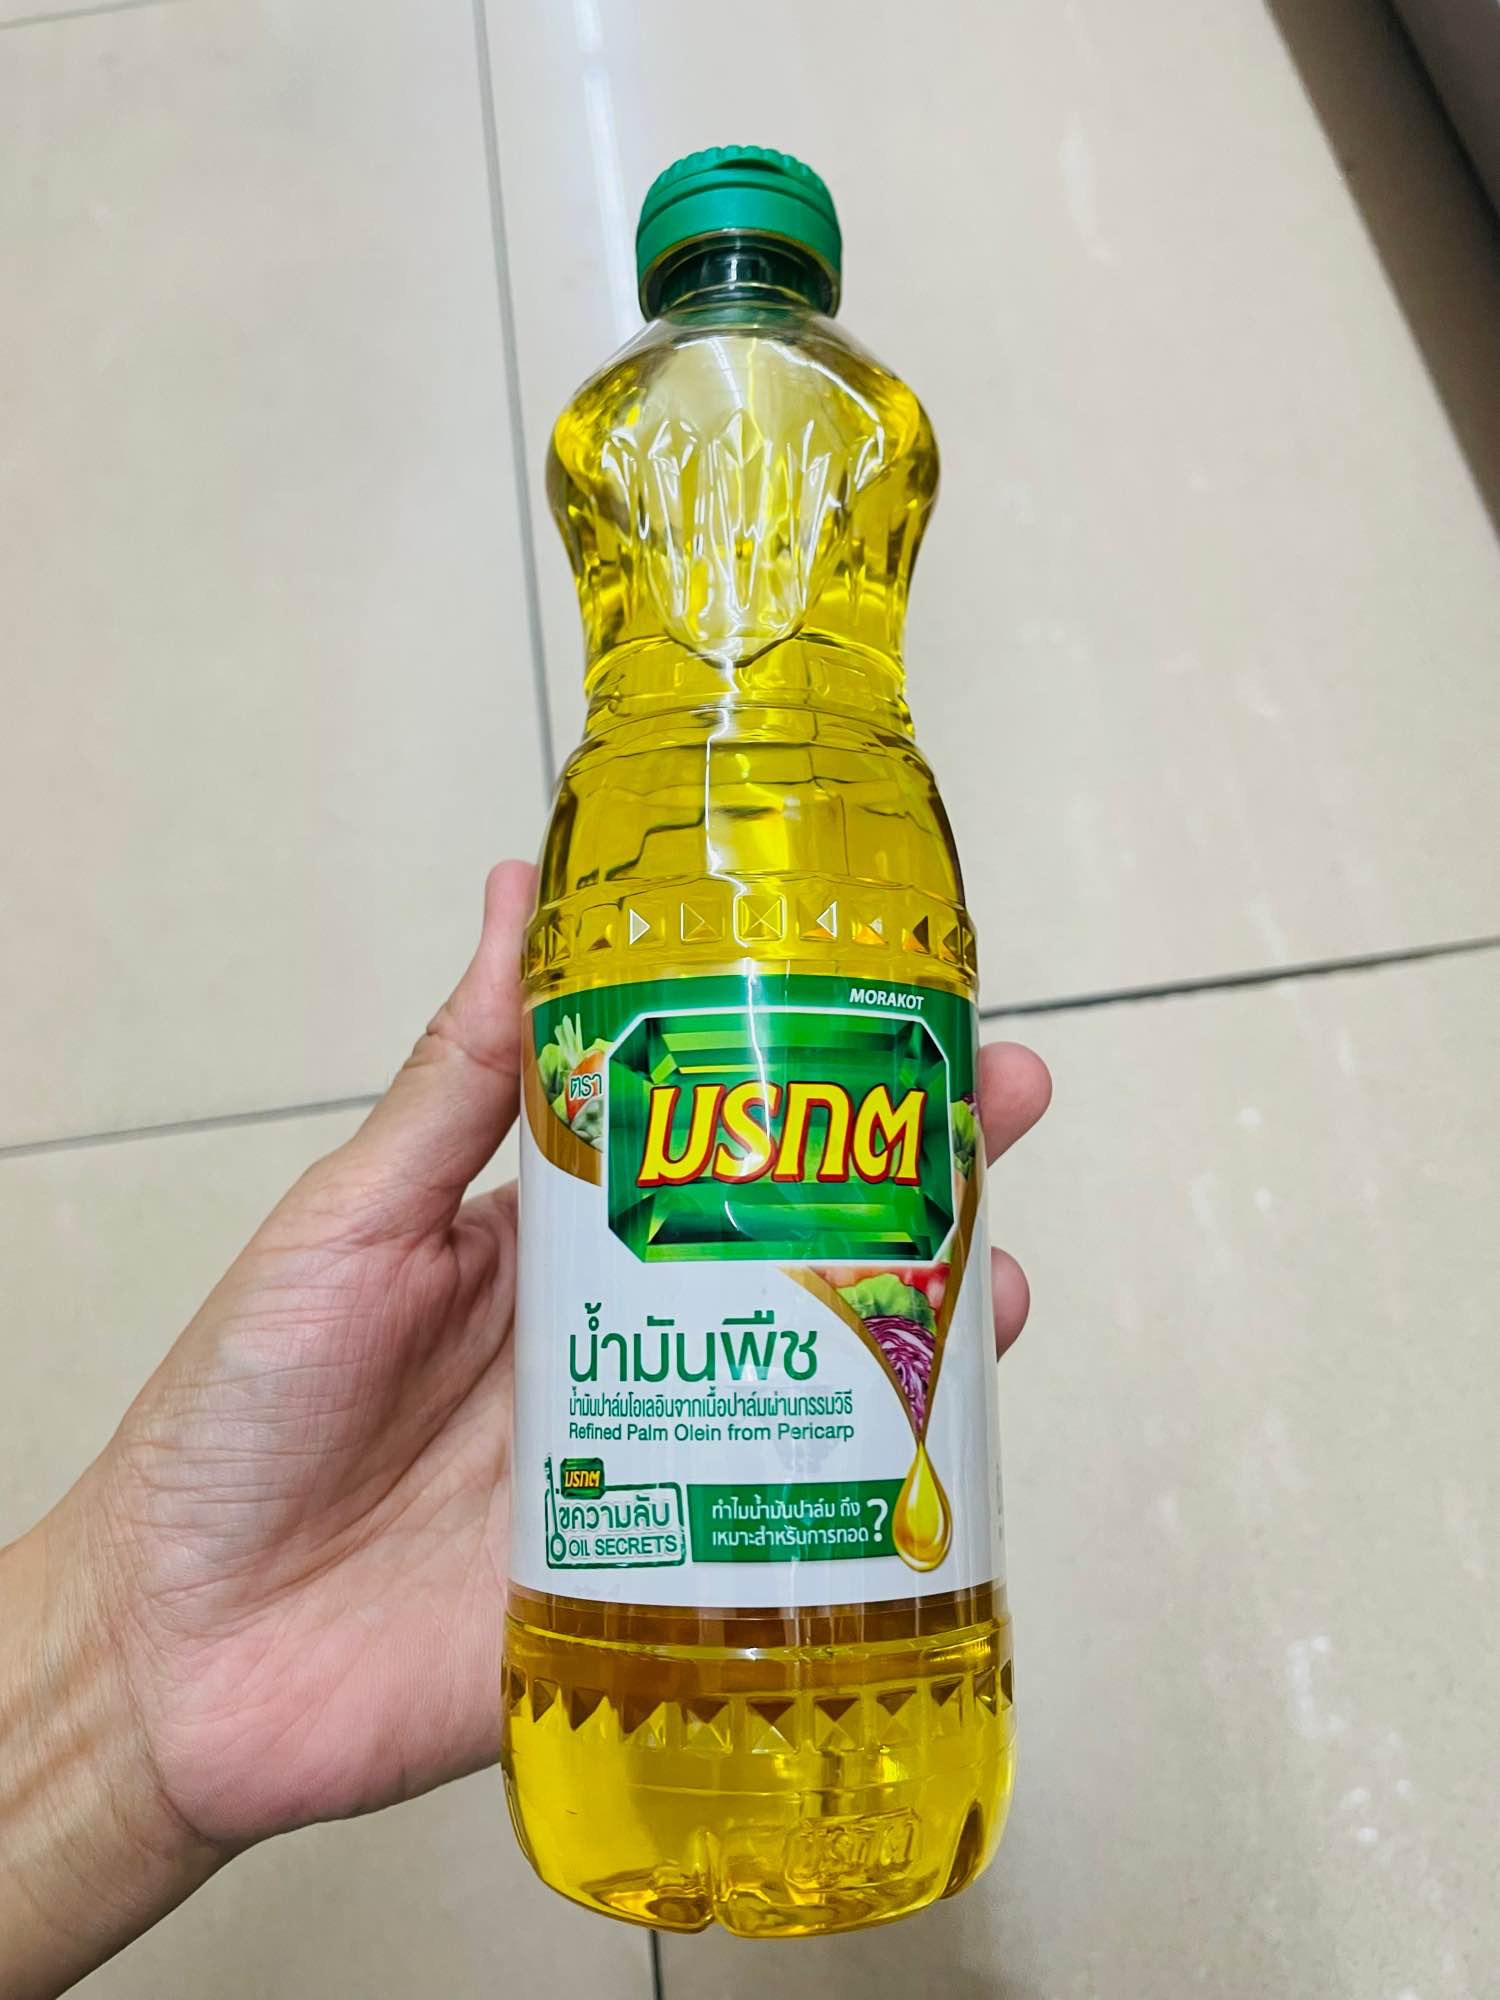 MORAKOT
ตรา
มรกต
น้ำมันพืช
น้ำมันปาล์มโอเลอินจากเนื้อปาล์มผ่านกรรมวิธี
Refined Palm Olein from Pericarp
มรกต
ไขความลับ
OIL SECRETS
ทำไมน้ำมันปาล์ม ถึง
เหมาะสำหรับการทอด ?
มรกต